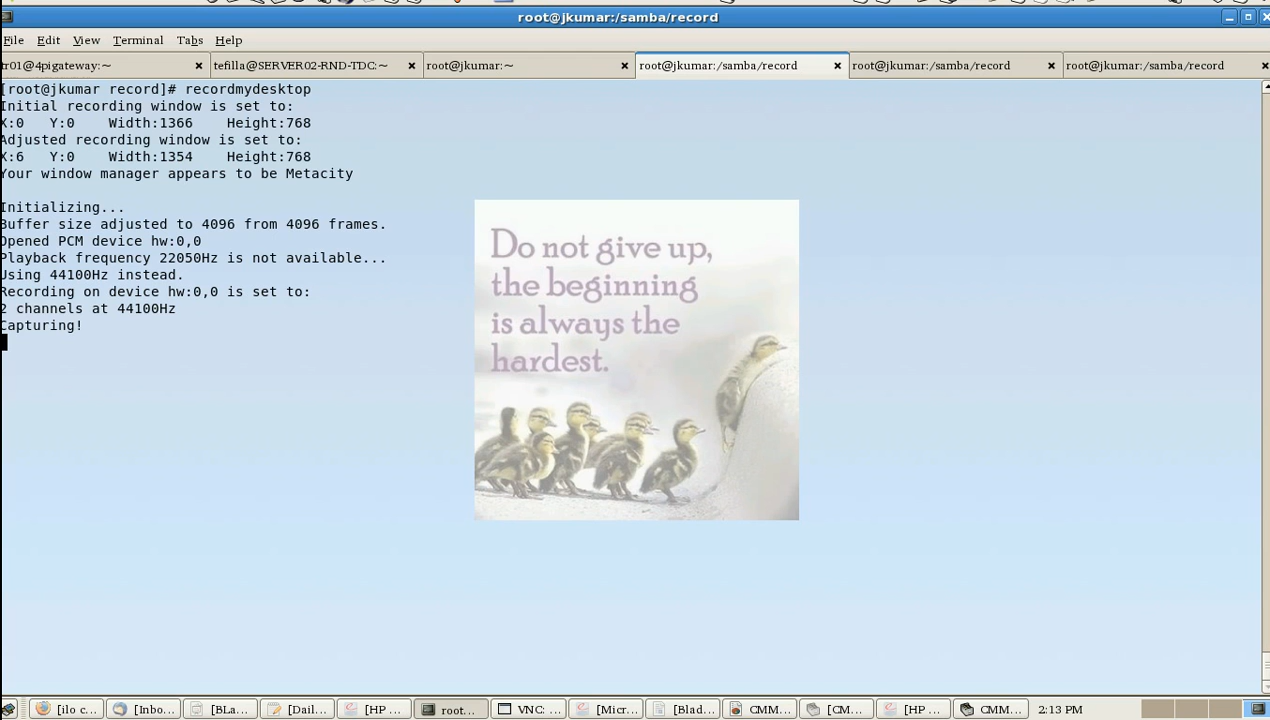 root@jkumar:/samba/record
File Edit View Terminal Tabs Help
tr01@4pigateway:~ tefilla@SERVER02-RND-TDC:~ root@jkumar:~ root@jkumar:/samba/record root@jkumar:/samba/record root@jkumar:/samba/record
[root@jkumar record]# recordmydesktop
Initial recording window is set to:
X:0 Y:0 Width:1366 Height:768
Adjusted recording window is set to:
X:6 Y:0 Width:1354 Height:768
Your window manager appears to be Metacity
Initializing...
Buffer size adjusted to 4096 from 4096 frames.
Opened PCM device hw:0,0
Playback frequency 22050Hz is not available...
Using 44100Hz instead.
Recording on device hw:0,0 is set to:
2 channels at 44100Hz
Capturing!
Do not give up,
the beginning
is always the
hardest.
[ilo c... [Inbo... [BLa... [Dail... [HP ... root... VNC: ... [Micr... [Blad... CMM... [CM... [HP ... CMM... 2:13 PM